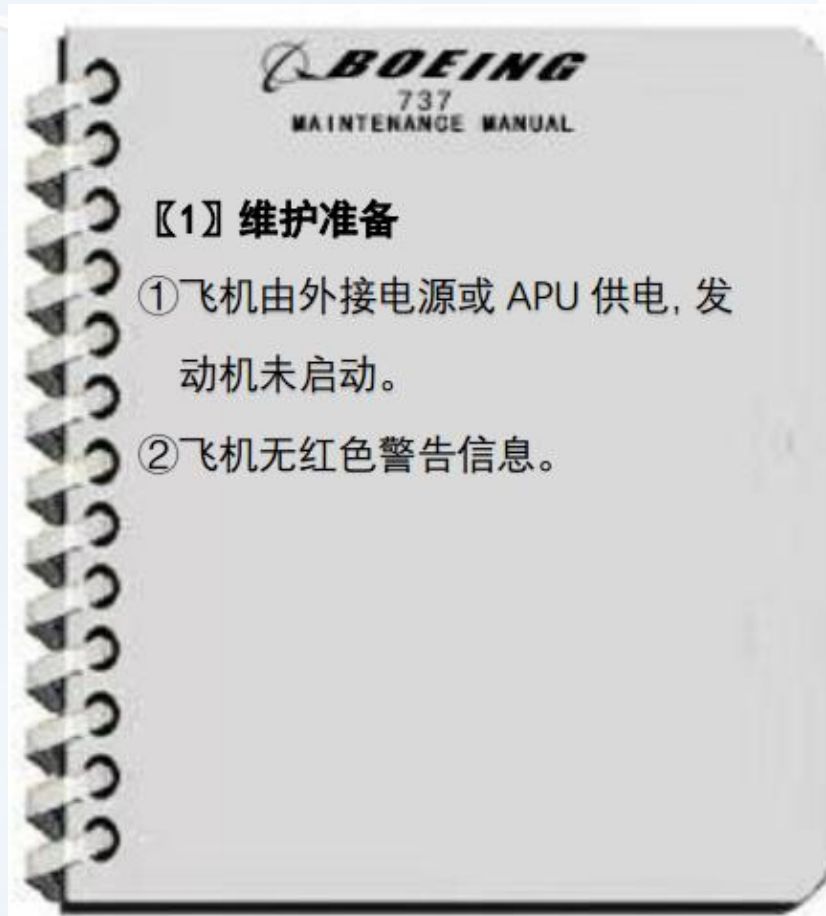 BOEING
737
MAINTENANCE MANUAL
〖1〗维护准备
①飞机由外接电源或 APU 供电, 发
动机未启动。
②飞机无红色警告信息。